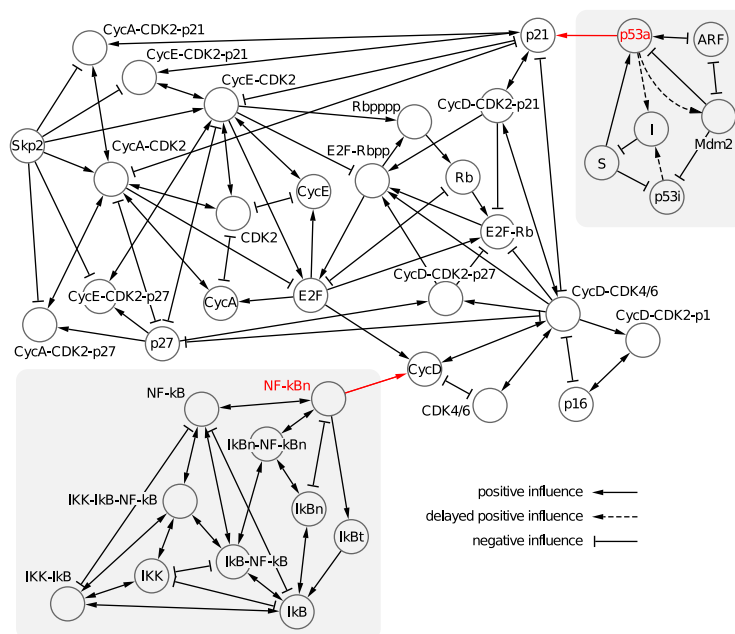 CycA-CDK2-p21
p21
p53a
ARF
CycE-CDK2-p21
CycE-CDK2
Rbpppp
CycD-CDK2-p21
Skp2
CycA-CDK2
E2F-Rbpp
I
Mdm2
S
Rb
CycE
p53i
CDK2
E2F-Rb
CycD-CDK2-p27
CycD-CDK4/6
CycE-CDK2-p27
CycA
E2F
CycD-CDK2-p1
CycA-CDK2-p27
p27
CycD
NF-kB
NF-kBn
CDK4/6
p16
IkBn-NF-kBn
IKK-IkB-NF-kB
positive influence
IkBn
delayed positive influence
IkBt
negative influence
IKK-IkB
IKK
IkB-NF-kB
IkB